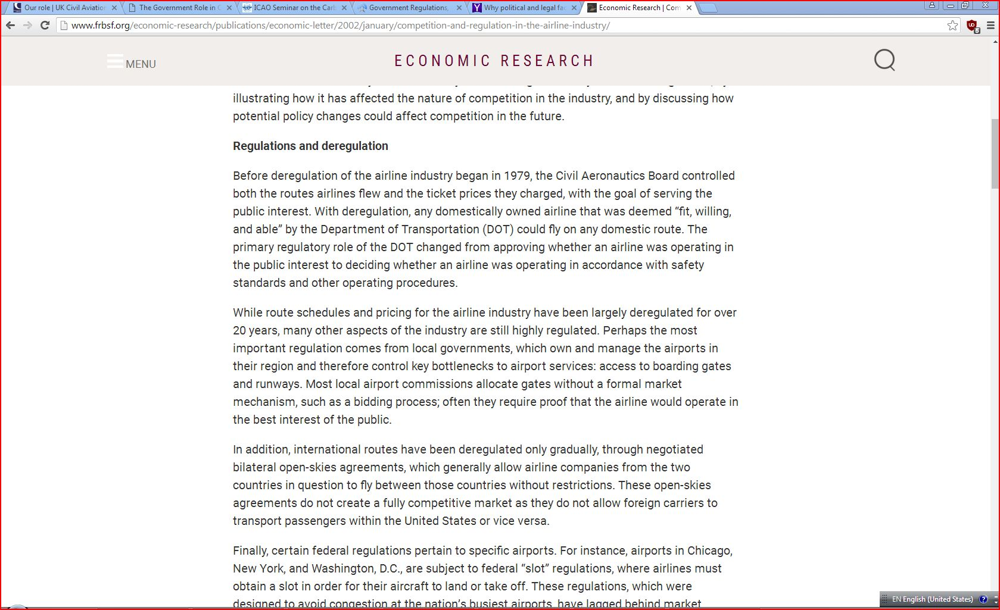 Our role | UK Civil Aviation
The Government Role in C
ICAO Seminar on the Carb
Government Regulations,
Why political and legal fac
Economic Research | Com
www.frbsf.org/economic-research/publications/economic-letter/2002/january/competition-and-regulation-in-the-airline-industry/
MENU
ECONOMIC RESEARCH
illustrating how it has affected the nature of competition in the industry, and by discussing how
potential policy changes could affect competition in the future.
Regulations and deregulation
Before deregulation of the airline industry began in 1979, the Civil Aeronautics Board controlled
both the routes airlines flew and the ticket prices they charged, with the goal of serving the
public interest. With deregulation, any domestically owned airline that was deemed “fit, willing,
and able” by the Department of Transportation (DOT) could fly on any domestic route. The
primary regulatory role of the DOT changed from approving whether an airline was operating in
the public interest to deciding whether an airline was operating in accordance with safety
standards and other operating procedures.
While route schedules and pricing for the airline industry have been largely deregulated for over
20 years, many other aspects of the industry are still highly regulated. Perhaps the most
important regulation comes from local governments, which own and manage the airports in
their region and therefore control key bottlenecks to airport services: access to boarding gates
and runways. Most local airport commissions allocate gates without a formal market
mechanism, such as a bidding process; often they require proof that the airline would operate in
the best interest of the public.
In addition, international routes have been deregulated only gradually, through negotiated
bilateral open-skies agreements, which generally allow airline companies from the two
countries in question to fly between those countries without restrictions. These open-skies
agreements do not create a fully competitive market as they do not allow foreign carriers to
transport passengers within the United States or vice versa.
Finally, certain federal regulations pertain to specific airports. For instance, airports in Chicago,
New York, and Washington, D.C., are subject to federal “slot” regulations, where airlines must
obtain a slot in order for their aircraft to land or take off. These regulations, which were
designed to avoid congestion at the nation’s busiest airports, have lagged behind market
EN English (United States)